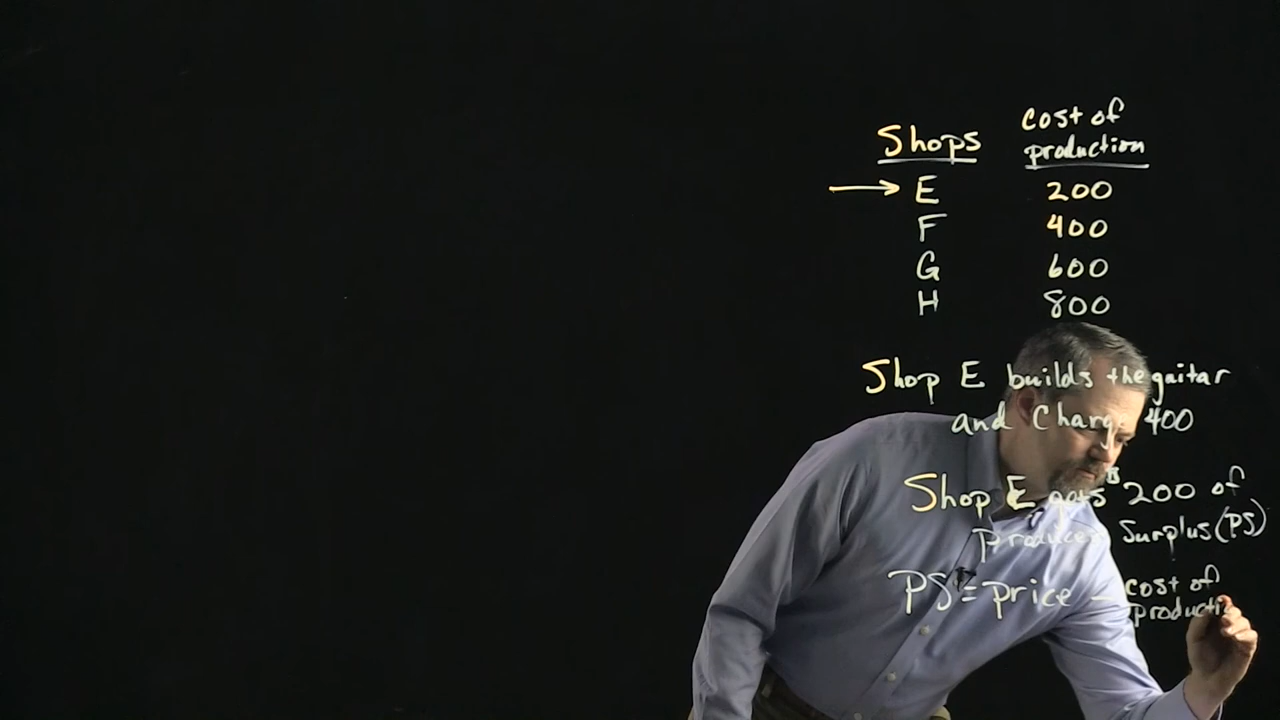 Shops cost of production
E 200
F 400
G 600
H 800
Shop E builds the guitar
and Charge 400
Shop E gets 200 of
Producer Surplus (PS)
PS = price - cost of
producti